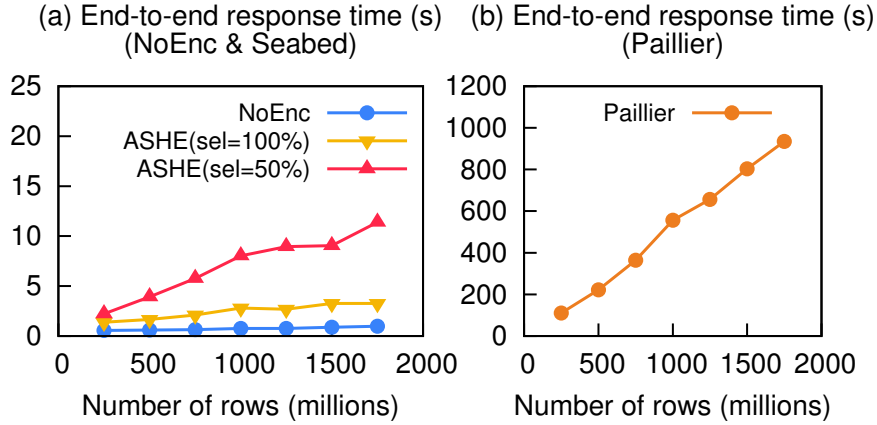 (a) End-to-end response time (s)
(NoEnc & Seabed)
25
20
15
10
5
0
NoEnc
ASHE(sel=100%)
ASHE(sel=50%)
0 500 1000 1500 2000
Number of rows (millions)
(b) End-to-end response time (s)
(Paillier)
1200
1000
800
600
400
200
0
Paillier
0 500 1000 1500 2000
Number of rows (millions)